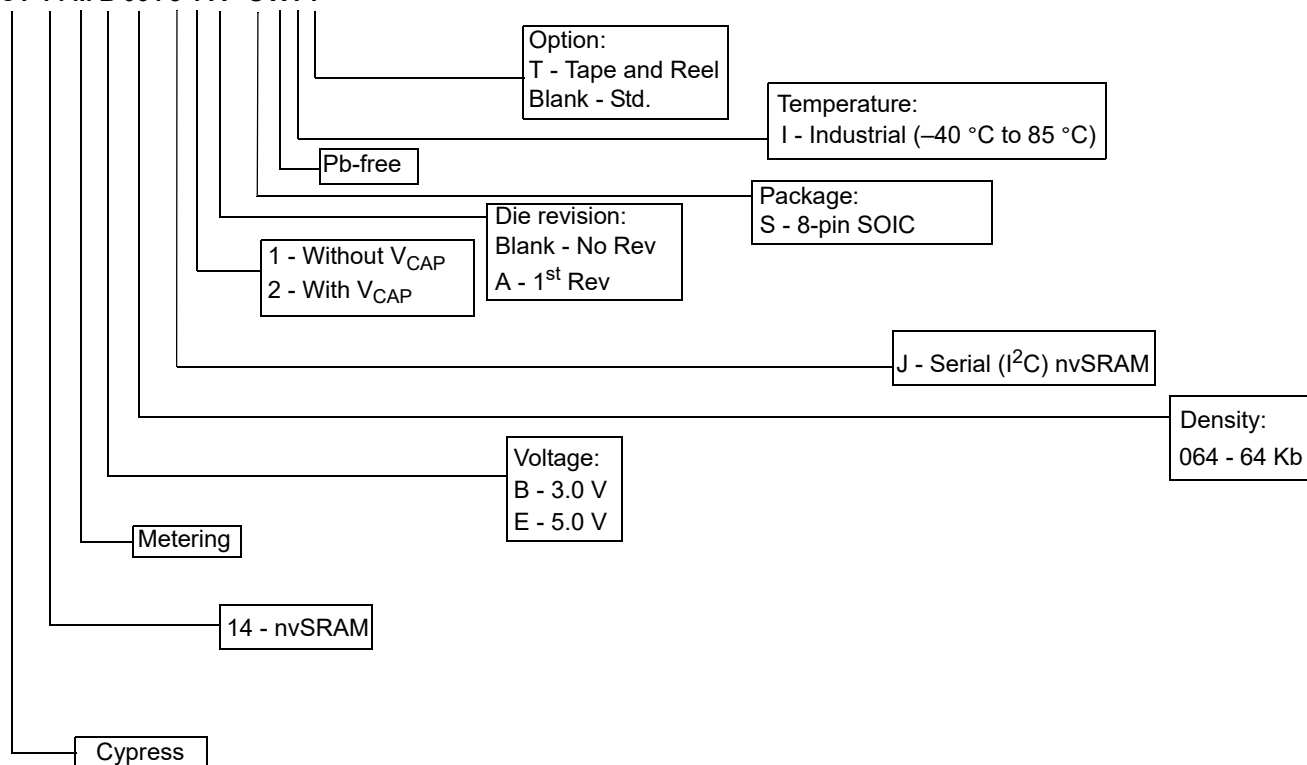 Option:
T - Tape and Reel
Blank - Std.
Temperature:
I - Industrial (–40 °C to 85 °C)
Pb-free
Package:
S - 8-pin SOIC
Die revision:
Blank - No Rev
A - 1st Rev
1 - Without VCAP
2 - With VCAP
J - Serial (I2C) nvSRAM
Density:
064 - 64 Kb
Voltage:
B - 3.0 V
E - 5.0 V
Metering
14 - nvSRAM
Cypress